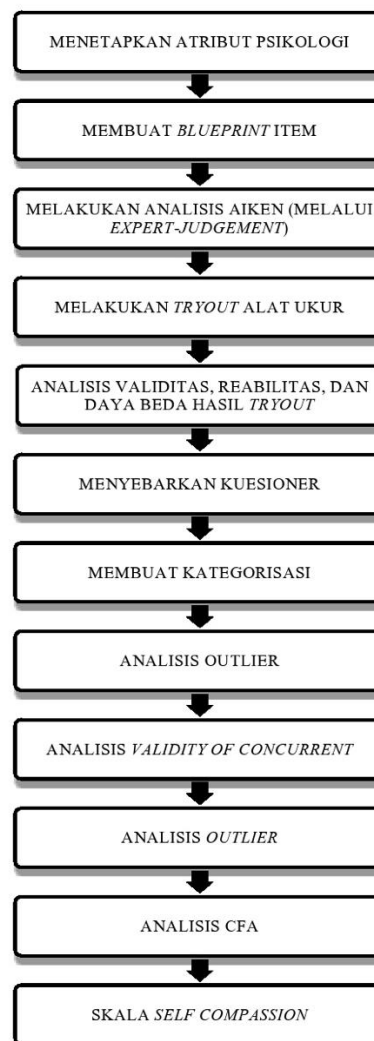 MENETAPKAN ATRIBUT PSIKOLOGI
MEMBUAT BLUEPRINT ITEM
MELAKUKAN ANALISIS AIKEN (MELALUI
EXPERT-JUDGEMENT)
MELAKUKAN TRYOUT ALAT UKUR
ANALISIS VALIDITAS, REABILITAS, DAN
DAYA BEDA HASIL TRYOUT
MENYEBARKAN KUESIONER
MEMBUAT KATEGORISASI
ANALISIS OUTLIER
ANALISIS VALIDITY OF CONCURRENT
ANALISIS OUTLIER
ANALISIS CFA
SKALA SELF COMPASSION